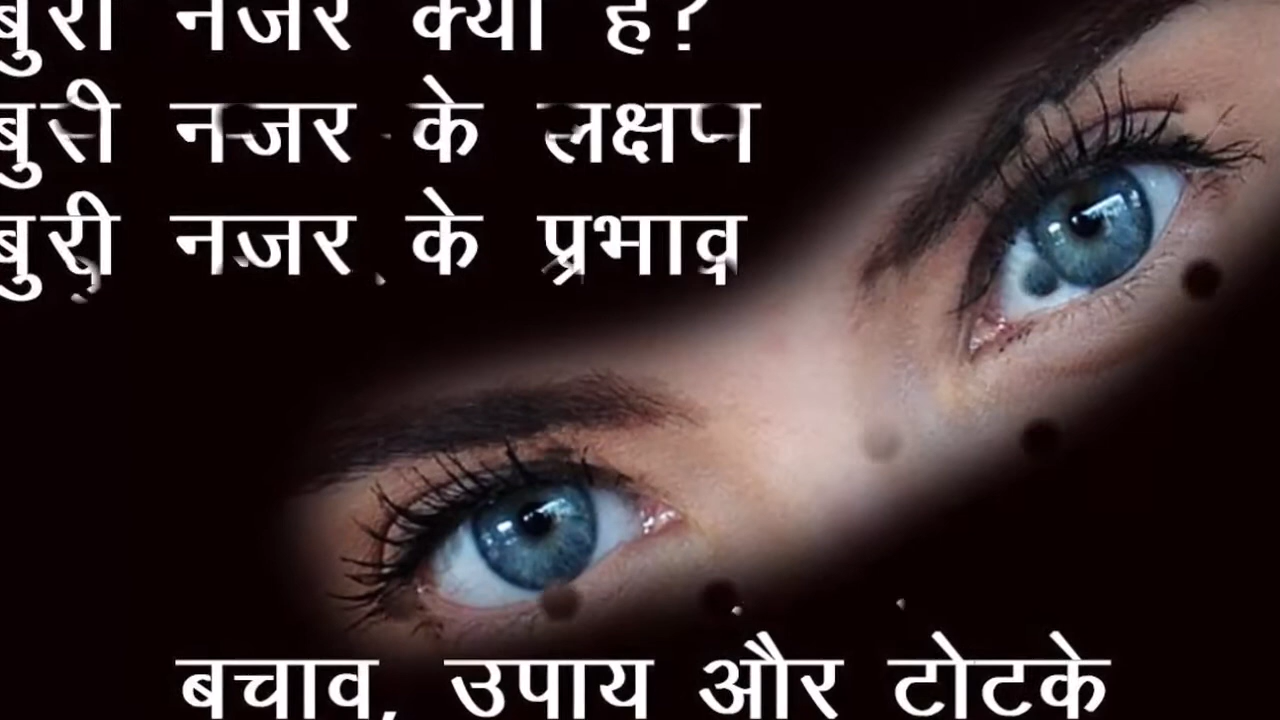 बुरी नजर क्या है?
बुरी नजर के लक्षण
बुरी नजर के प्रभाव
बचाव, उपाय और टोटके